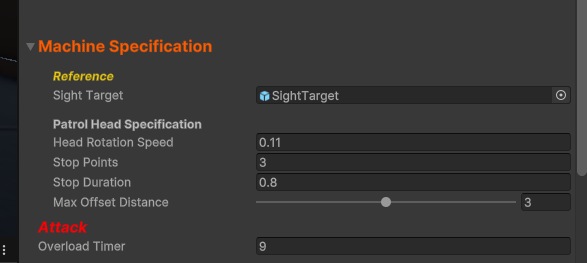 Machine Specification
Reference
Sight Target SightTarget
Patrol Head Specification
Head Rotation Speed 0.11
Stop Points 3
Stop Duration 0.8
Max Offset Distance 3
Attack
Overload Timer 9